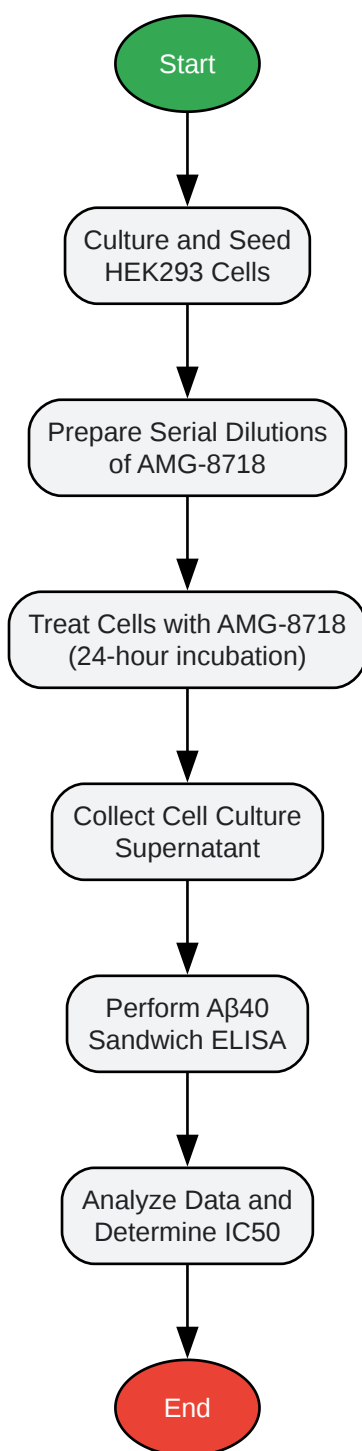 Start
Culture and Seed
HEK293 Cells
Prepare Serial Dilutions
of AMG-8718
Treat Cells with AMG-8718
(24-hour incubation)
Collect Cell Culture
Supernatant
Perform Aβ40
Sandwich ELISA
Analyze Data and
Determine IC50
End